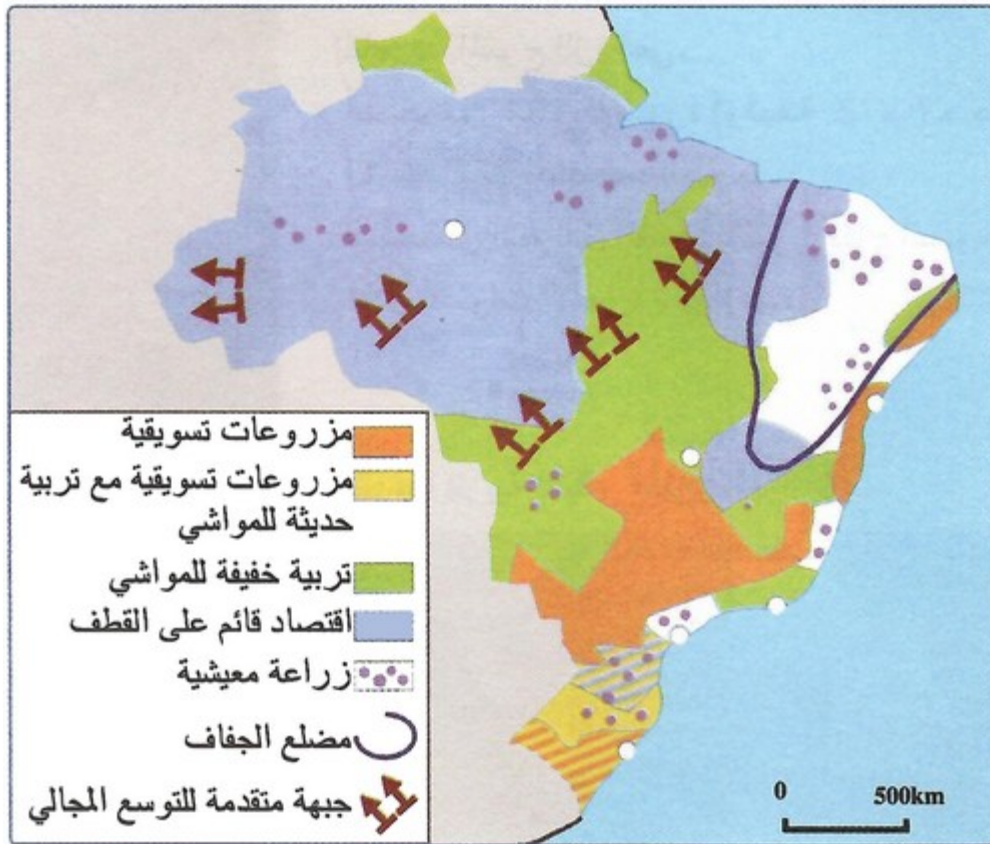 مزروعات تسويقية
مزروعات تسويقية مع تربية
حديثة للمواشي
تربية خفيفة للمواشي
اقتصاد قائم على القطف
زراعة معيشية
مضلع الجفاف
جبهة متقدمة للتوسع المجالي
0 500km